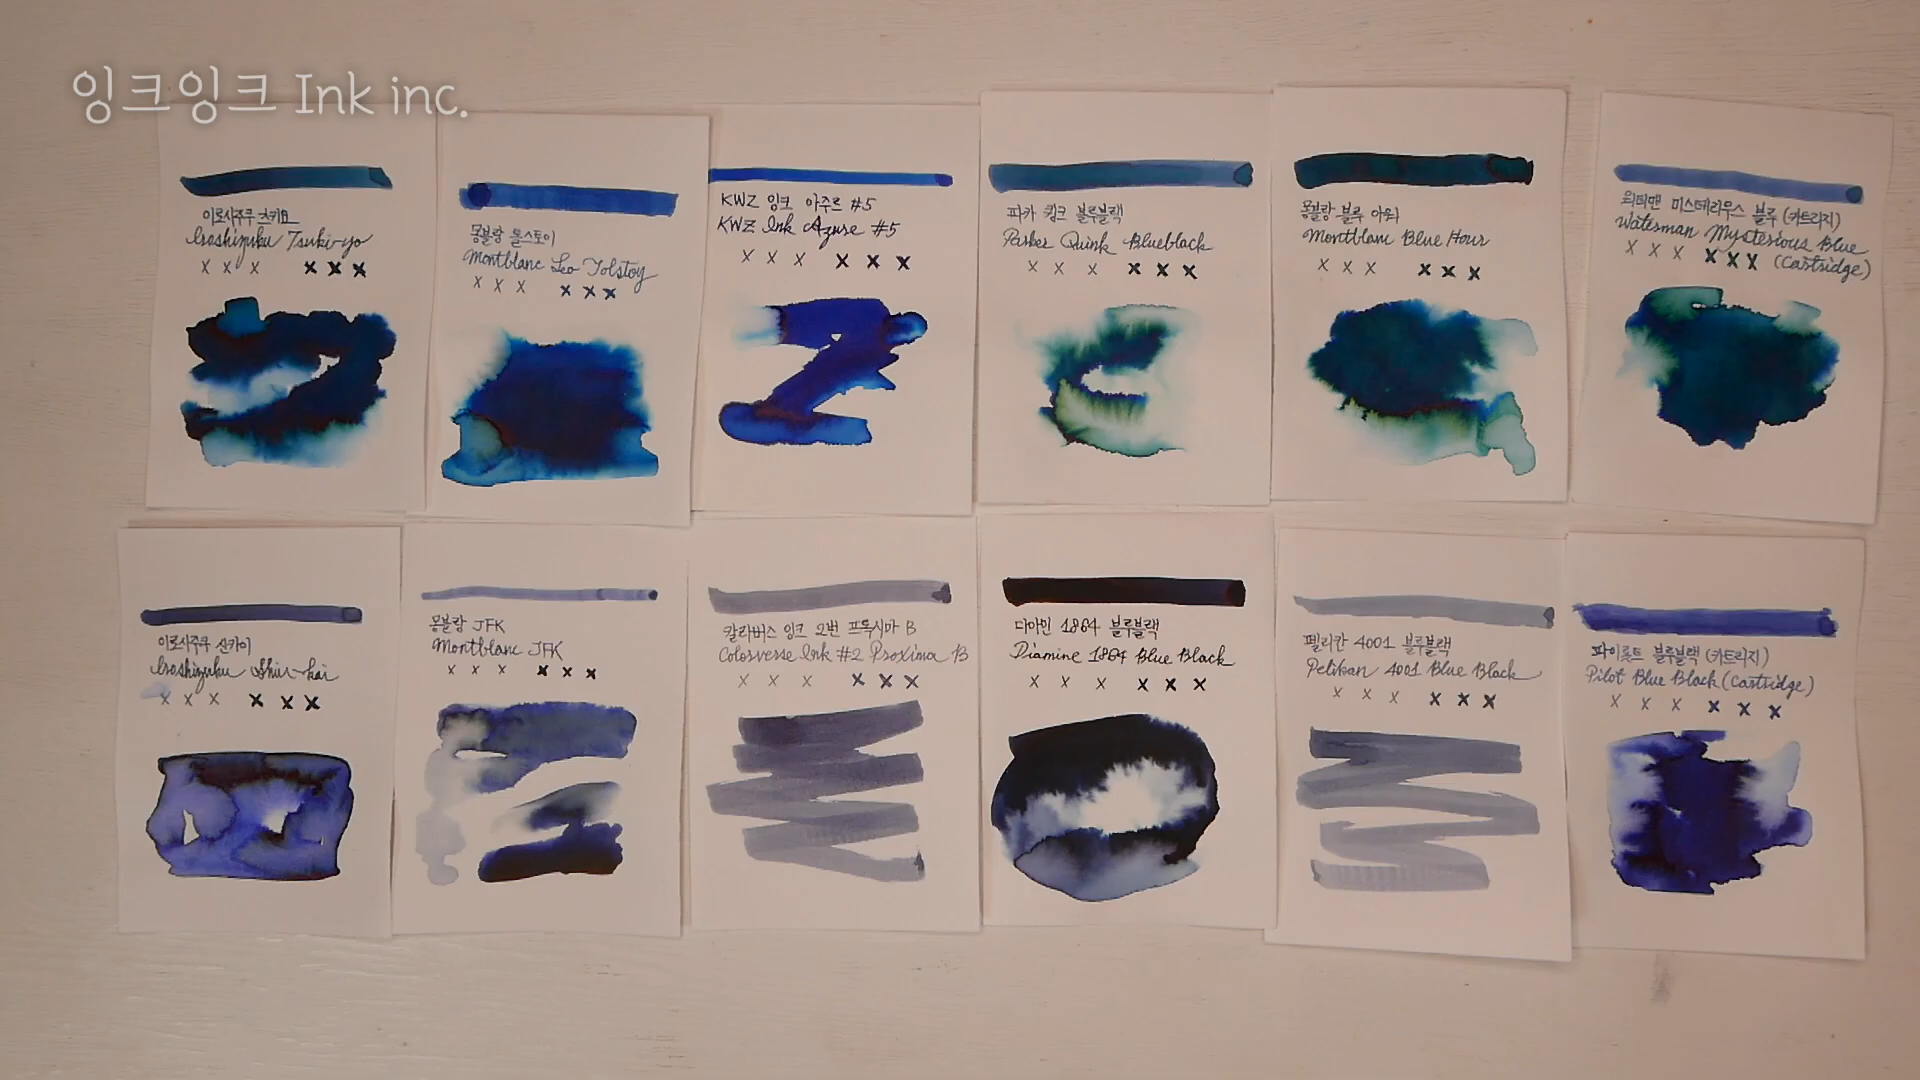 잉크잉크 Ink inc.
이로시주쿠 츠키요
Iroshizuku Tsuki-yo
x x x x x x
몽블랑 톨스토이
Montblanc Leo Tolstoy
x x x x x x
KWZ 잉크 아주르 #5
KWZ Ink Azure #5
x x x x x x
파카 큉크 블루블랙
Parker Quink Blueblack
x x x x x x
몽블랑 블루 아워
Montblanc Blue Hour
x x x x x x
워터맨 미스테리우스 블루 (카트리지)
Waterman Mysterious Blue
x x x x x x (Cartridge)
이로시주쿠 신카이
Iroshizuku Shin-kai
x x x x x x
몽블랑 JFK
Montblanc JFK
x x x x x x
칼라버스 잉크 2번 프록시마 B
Colorverse Ink #2 Proxima B
x x x x x x
디아민 1864 블루블랙
Diamine 1864 Blue Black
x x x x x x
펠리칸 4001 블루블랙
Pelikan 4001 Blue Black
x x x x x x
파이롯트 블루블랙 (카트리지)
Pilot Blue Black (Cartridge)
x x x x x x